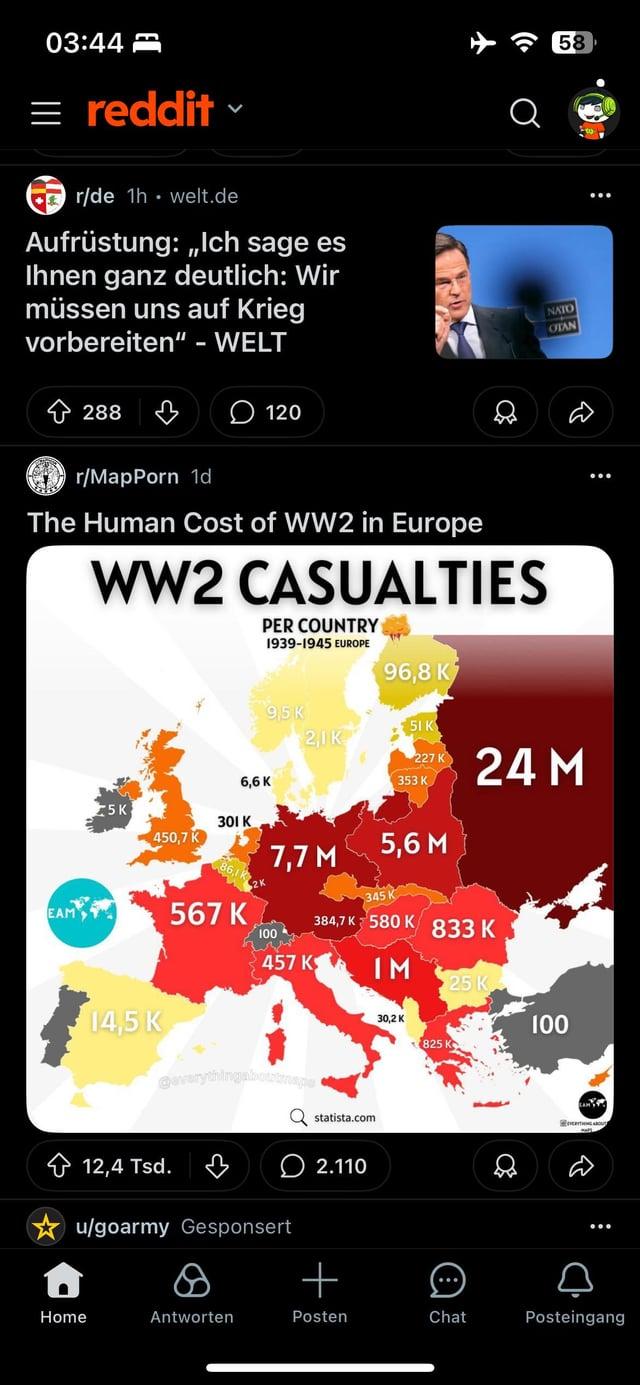 03:44
58
reddit
r/de 1h • welt.de
Aufrüstung: „Ich sage es
Ihnen ganz deutlich: Wir
müssen uns auf Krieg
vorbereiten“ - WELT
NATO
OTAN
288
120
r/MapPorn 1d
The Human Cost of WW2 in Europe
WW2 CASUALTIES
PER COUNTRY
1939-1945 EUROPE
96,8 K
9,5 K
2,1 K
51 K
227 K
353 K
24 M
6,6 K
5 K
301 K
450,7 K
7,7 M
5,6 M
86,1 K
2 K
345 K
EAM
567 K
384,7 K
580 K
833 K
100
457 K
1 M
25 K
14,5 K
30,2 K
100
825 K
@everythingaboutmaps
statista.com
EAM
EVERYTHING ABOUT
MAPS
12,4 Tsd.
2.110
u/goarmy Gesponsert
Home
Antworten
Posten
Chat
Posteingang